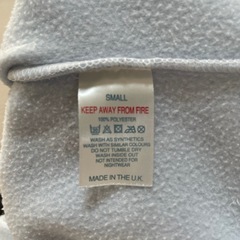 SMALL
KEEP AWAY FROM FIRE
100% POLYESTER
WASH AS SYNTHETICS
WASH WITH SIMILAR COLOURS
DO NOT TUMBLE DRY
WASH INSIDE OUT
NOT INTENDED FOR
NIGHTWEAR
MADE IN THE U.K.